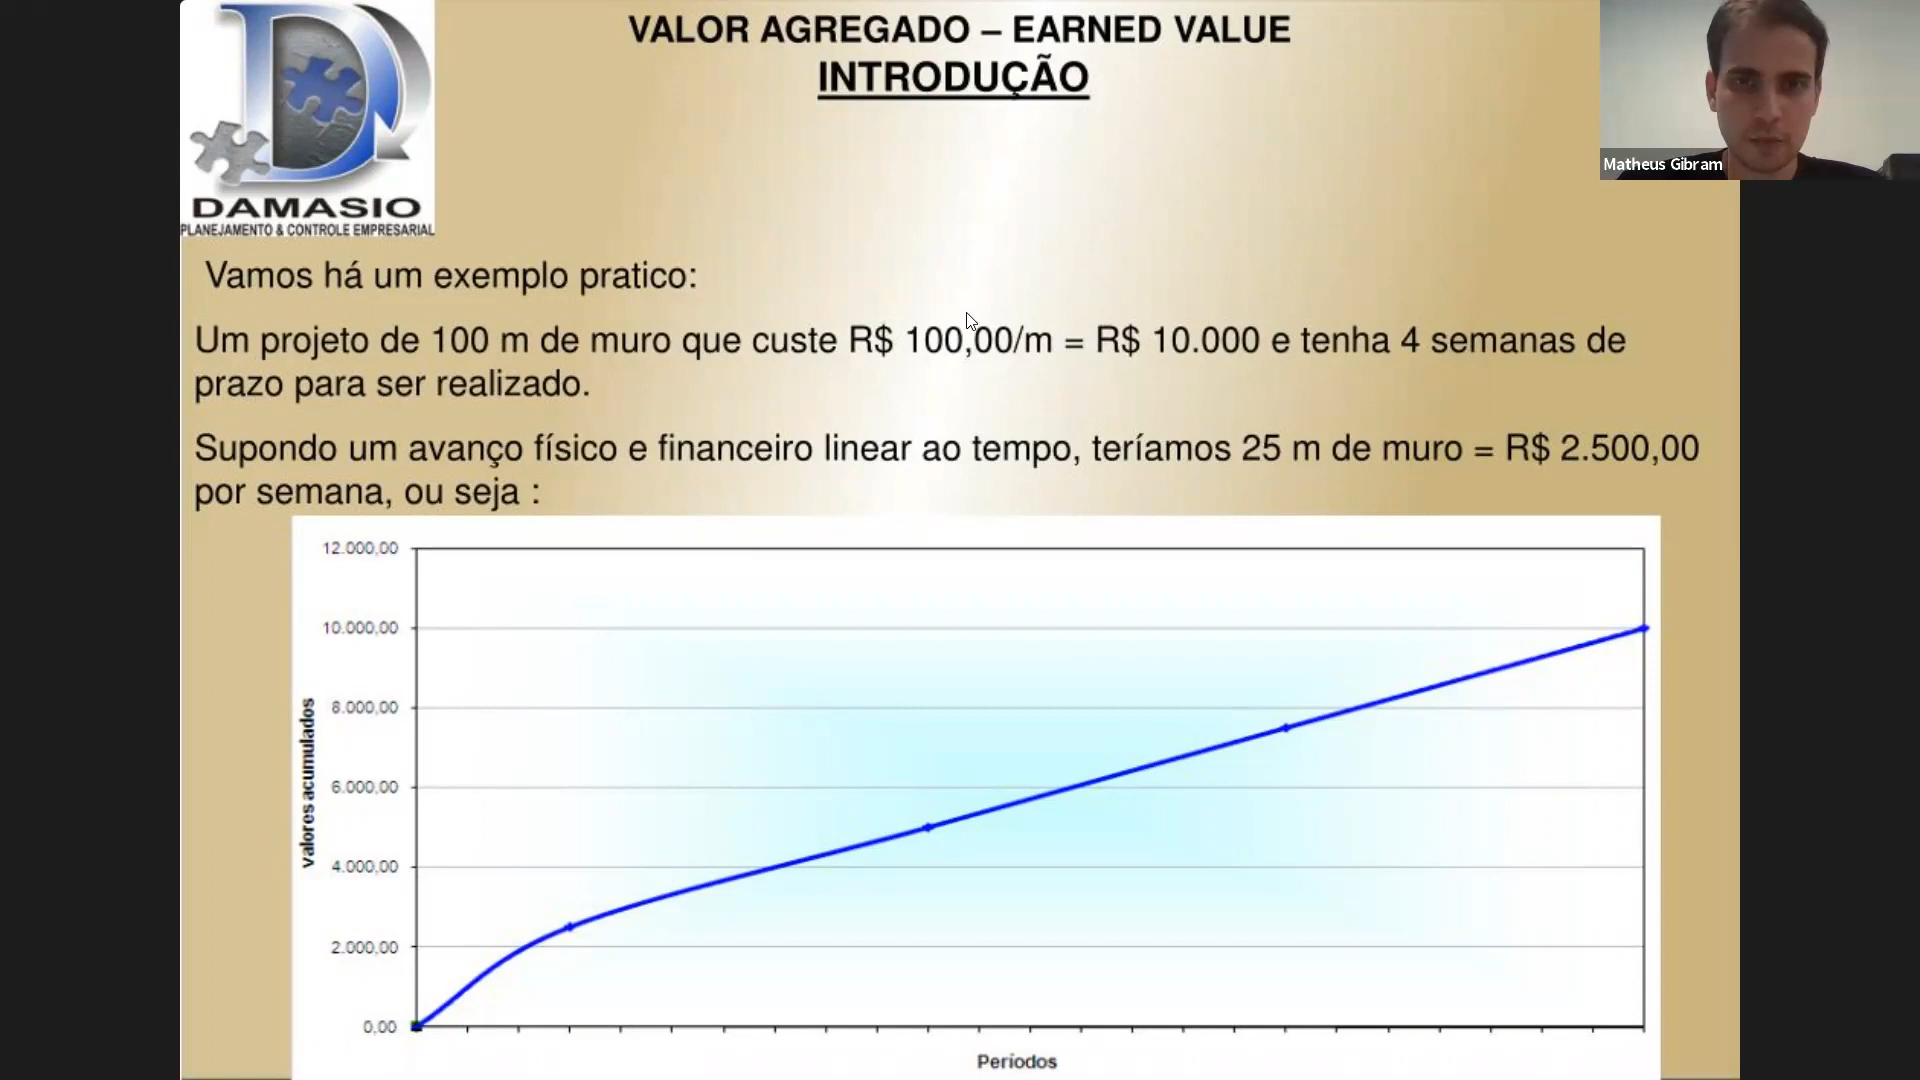 VALOR AGREGADO – EARNED VALUE
INTRODUÇÃO
Matheus Gibram
DAMASIO
PLANEJAMENTO & CONTROLE EMPRESARIAL
Vamos há um exemplo pratico:
Um projeto de 100 m de muro que custe R$ 100,00/m = R$ 10.000 e tenha 4 semanas de
prazo para ser realizado.
Supondo um avanço físico e financeiro linear ao tempo, teríamos 25 m de muro = R$ 2.500,00
por semana, ou seja :
12.000,00
10.000,00
8.000,00
6.000,00
4.000,00
2.000,00
0,00
valores acumulados
Períodos